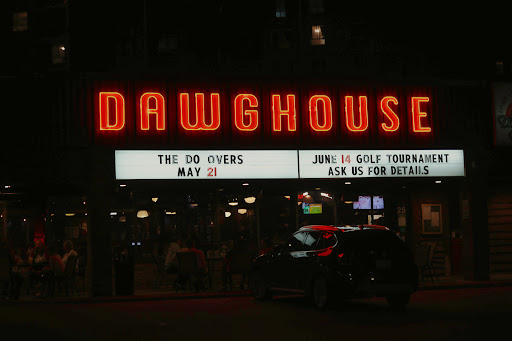 DAWGHOUSE
THE DO OVERS
MAY 21
JUNE 14 GOLF TOURNAMENT
ASK US FOR DETAILS